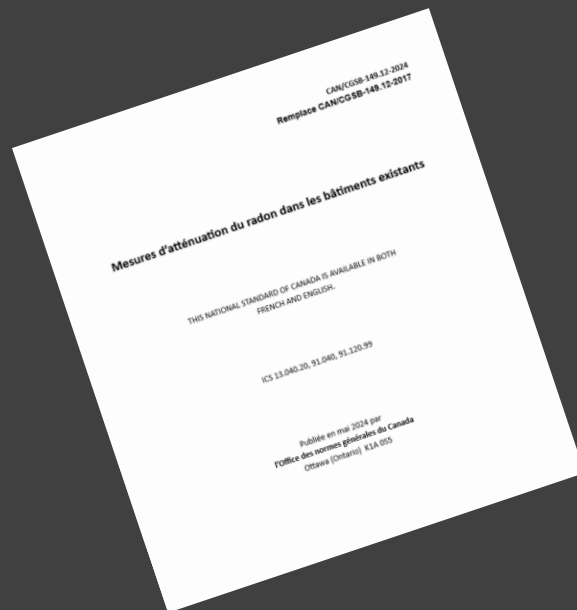 CAN/CGSB-149.12-2024
Remplace CAN/CGSB-149.12-2017
Mesures d'atténuation du radon dans les bâtiments existants
THIS NATIONAL STANDARD OF CANADA IS AVAILABLE IN BOTH
FRENCH AND ENGLISH.
ICS 13.040.20, 91.040, 91.120.99
Publiée en mai 2024 par
l'Office des normes générales du Canada
Ottawa (Ontario) K1A 0S5